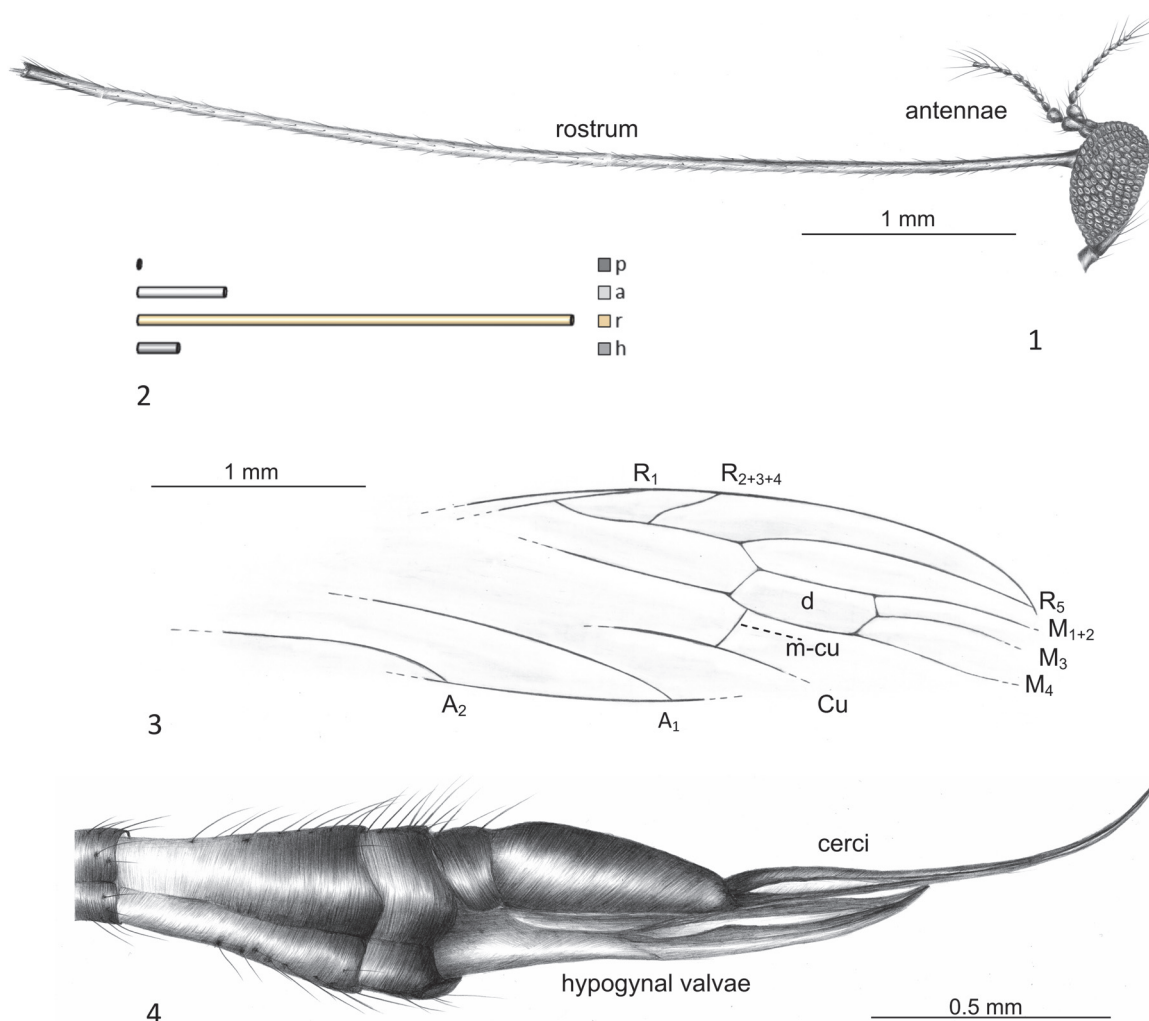 rostrum
antennae
1 mm
1
p
a
r
h
2
1 mm
R1
R2+3+4
d
m-cu
R5
M1+2
M3
M4
Cu
A2
A1
3
cerci
hypogynal valvae
0.5 mm
4